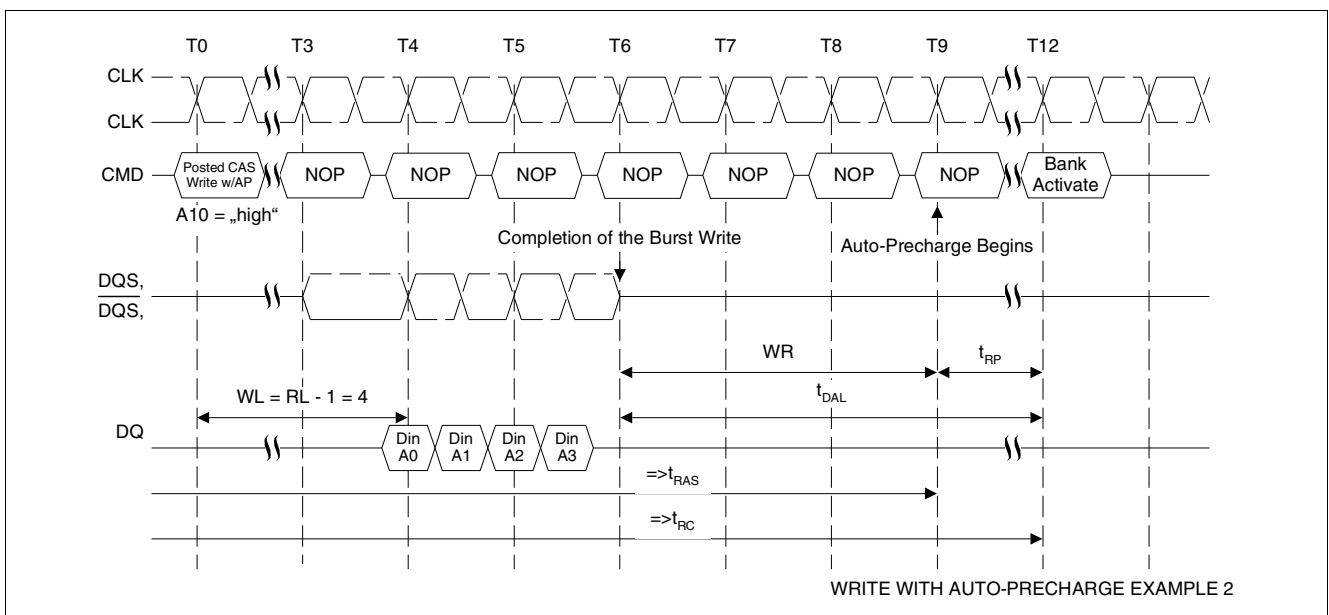 T0 T3 T4 T5 T6 T7 T8 T9 T12
CLK
CLK
CMD
Posted CAS
Write w/AP
NOP NOP NOP NOP NOP NOP NOP
Bank
Activate
A10 = „high“
Completion of the Burst Write
Auto-Precharge Begins
DQS,
DQS,
WR
tRP
WL = RL - 1 = 4
tDAL
DQ
Din
A0
Din
A1
Din
A2
Din
A3
=>tRAS
=>tRC
WRITE WITH AUTO-PRECHARGE EXAMPLE 2